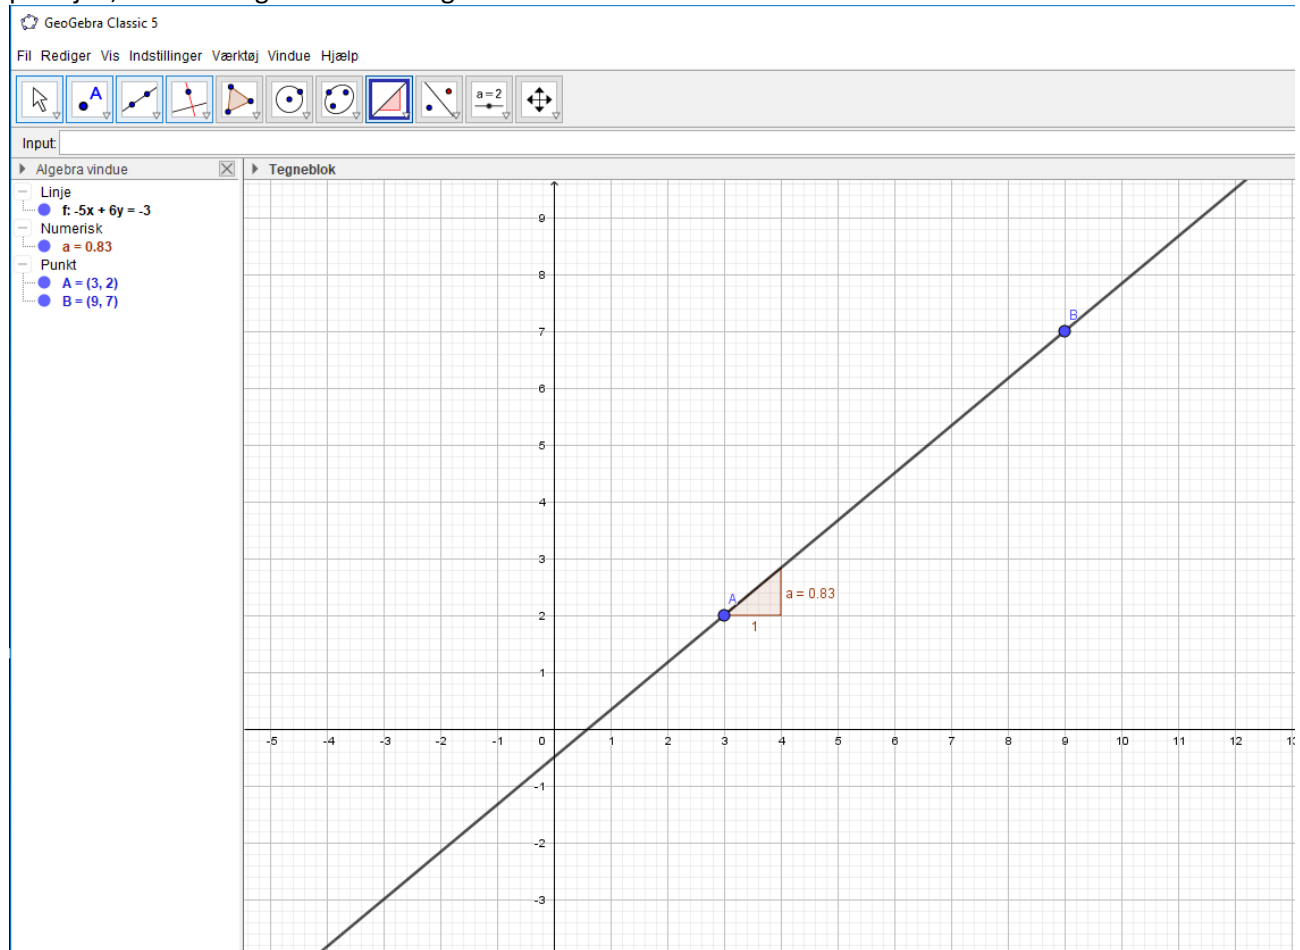 GeoGebra Classic 5
Fil Rediger Vis Indstillinger Værktøj Vindue Hjælp
A a=2
Input:
Algebra vindue
Tegneblok
Linje
f: -5x + 6y = -3
Numerisk
a = 0.83
Punkt
A = (3, 2)
B = (9, 7)
9
8
B
7
6
5
4
3
A
a = 0.83
2
1
1
-5 -4 -3 -2 -1 0 1 2 3 4 5 6 7 8 9 10 11 12 13
-1
-2
-3